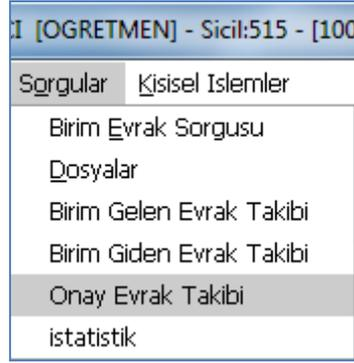 I [OGRETMEN] - Sicil:515 - [100
Sorgular Kisisel Islemler
Birim Evrak Sorgusu
Dosyalar
Birim Gelen Evrak Takibi
Birim Giden Evrak Takibi
Onay Evrak Takibi
istatistik